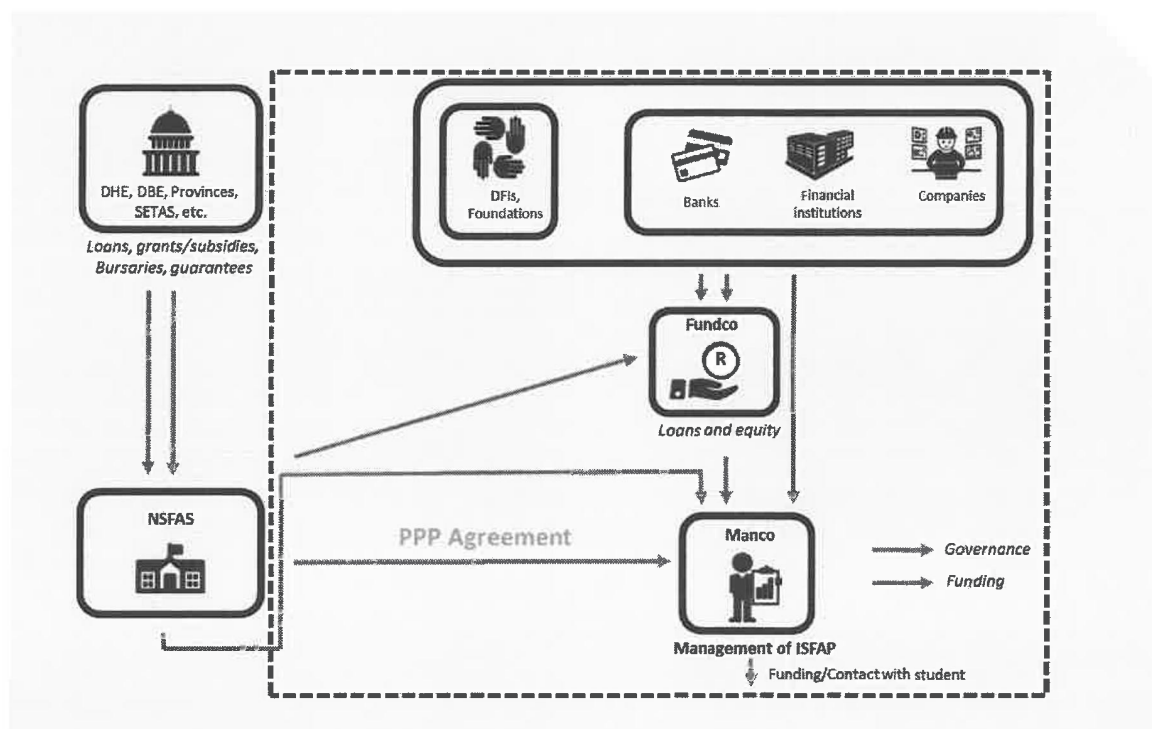 DHE, DBE, Provinces,
SETAS, etc.
Loans, grants/subsidies,
Bursaries, guarantees
DFIs,
Foundations
Banks
Financial
institutions
Companies
Fundco
R
Loans and equity
NSFAS
PPP Agreement
Manco
Management of ISFAP
Governance
Funding
Funding/Contact with student